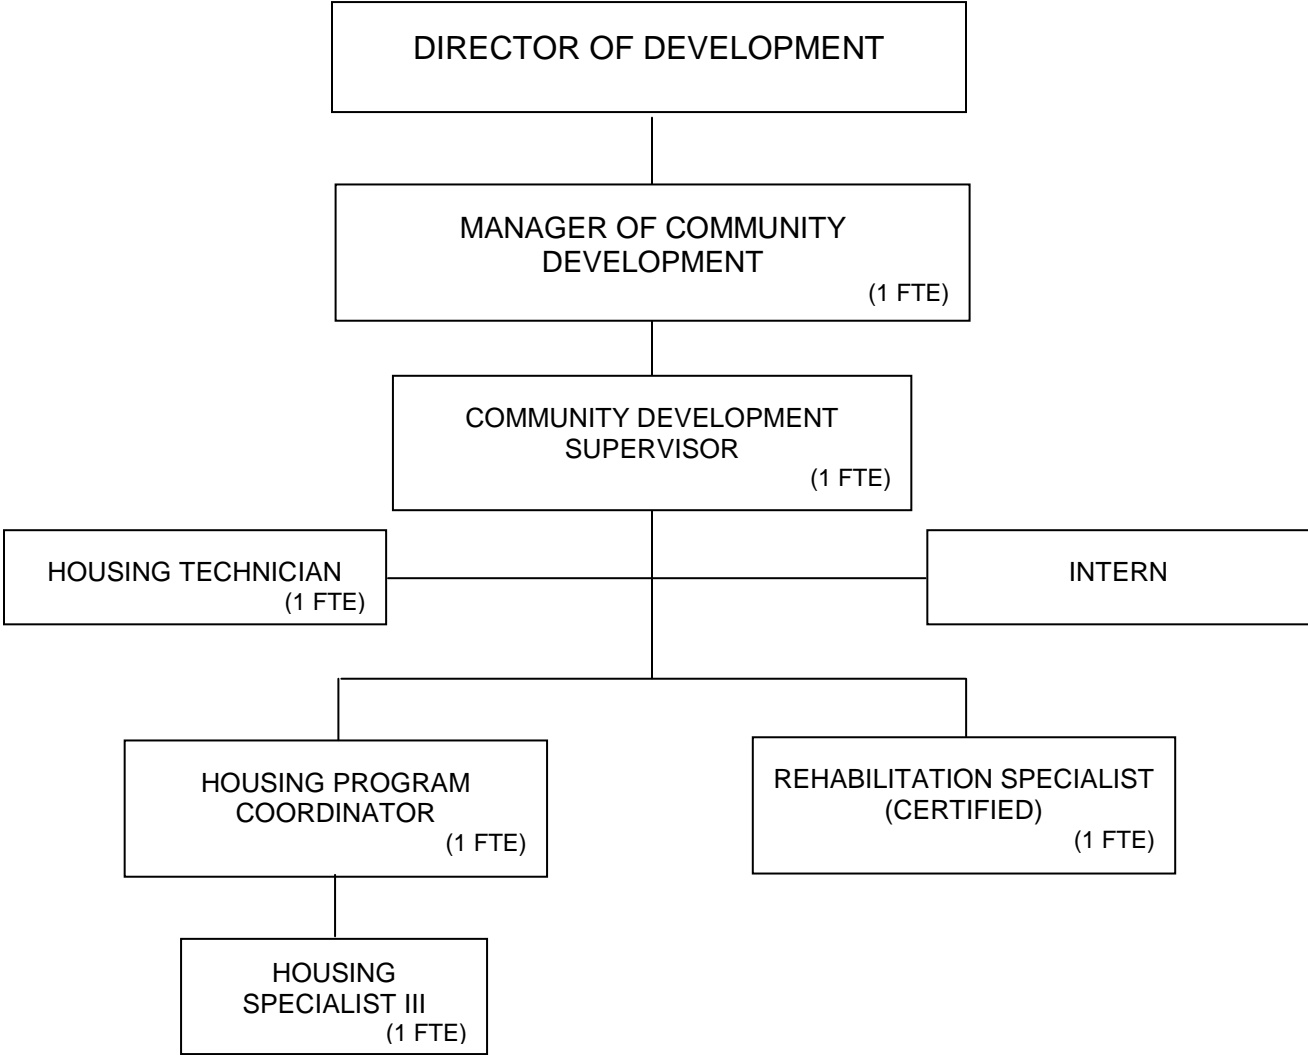 DIRECTOR OF DEVELOPMENT
MANAGER OF COMMUNITY
DEVELOPMENT
(1 FTE)
COMMUNITY DEVELOPMENT
SUPERVISOR
(1 FTE)
HOUSING TECHNICIAN
(1 FTE)
INTERN
HOUSING PROGRAM
COORDINATOR
(1 FTE)
REHABILITATION SPECIALIST
(CERTIFIED)
(1 FTE)
HOUSING
SPECIALIST III
(1 FTE)